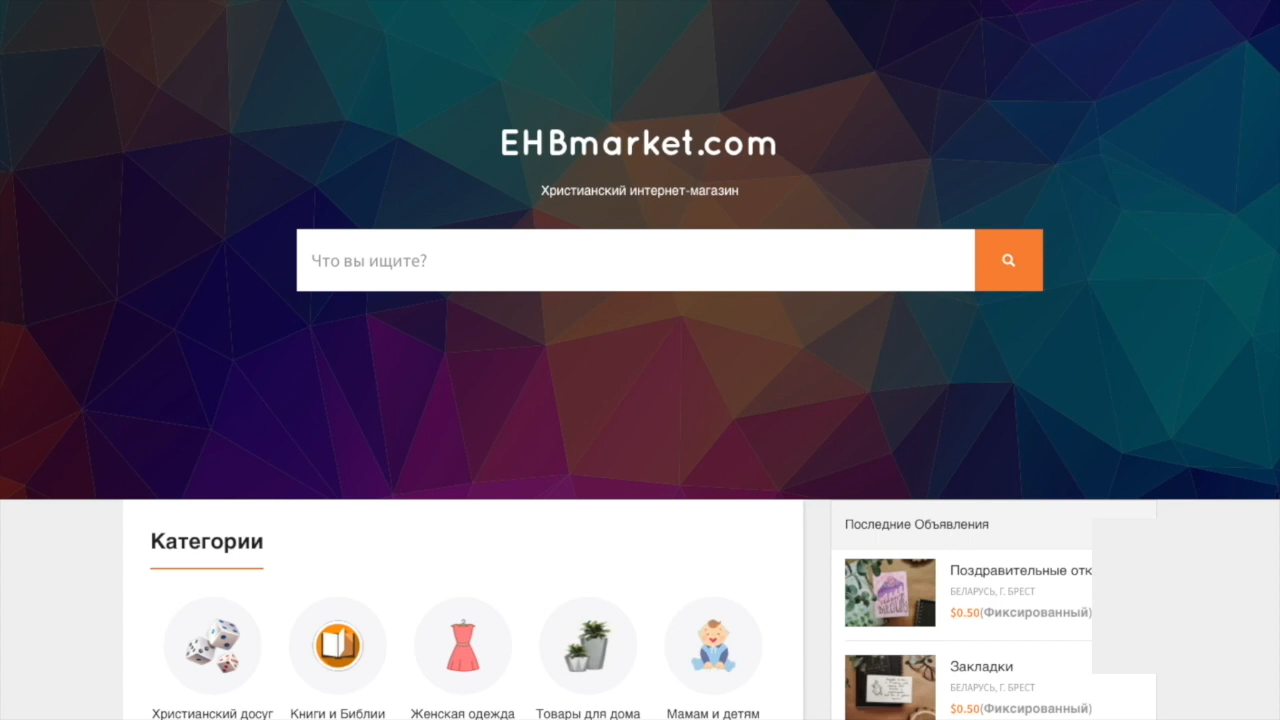 EHBmarket.com
Христианский интернет-магазин
Что вы ищите?
Категории
Христианский досуг
Книги и Библии
Женская одежда
Товары для дома
Мамам и детям
Последние Объявления
Поздравительные отк
БЕЛАРУСЬ, Г. БРЕСТ
$0.50(Фиксированный)
Закладки
БЕЛАРУСЬ, Г. БРЕСТ
$0.50(Фиксированный)